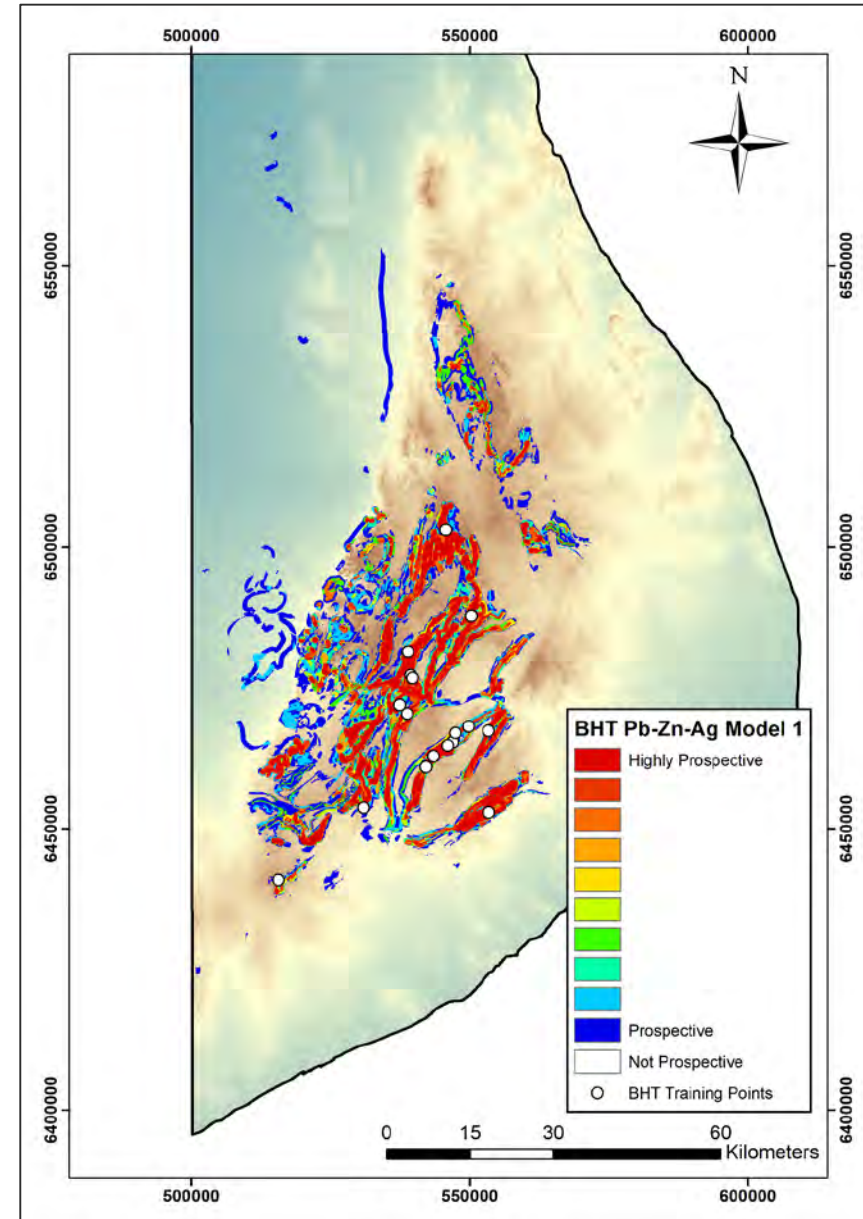 500000 550000 600000
N
6550000 6550000
6500000 6500000
BHT Pb-Zn-Ag Model 1
Highly Prospective
Prospective
Not Prospective
BHT Training Points
6450000 6450000
6400000 6400000
0 15 30 60
Kilometers
500000 550000 600000